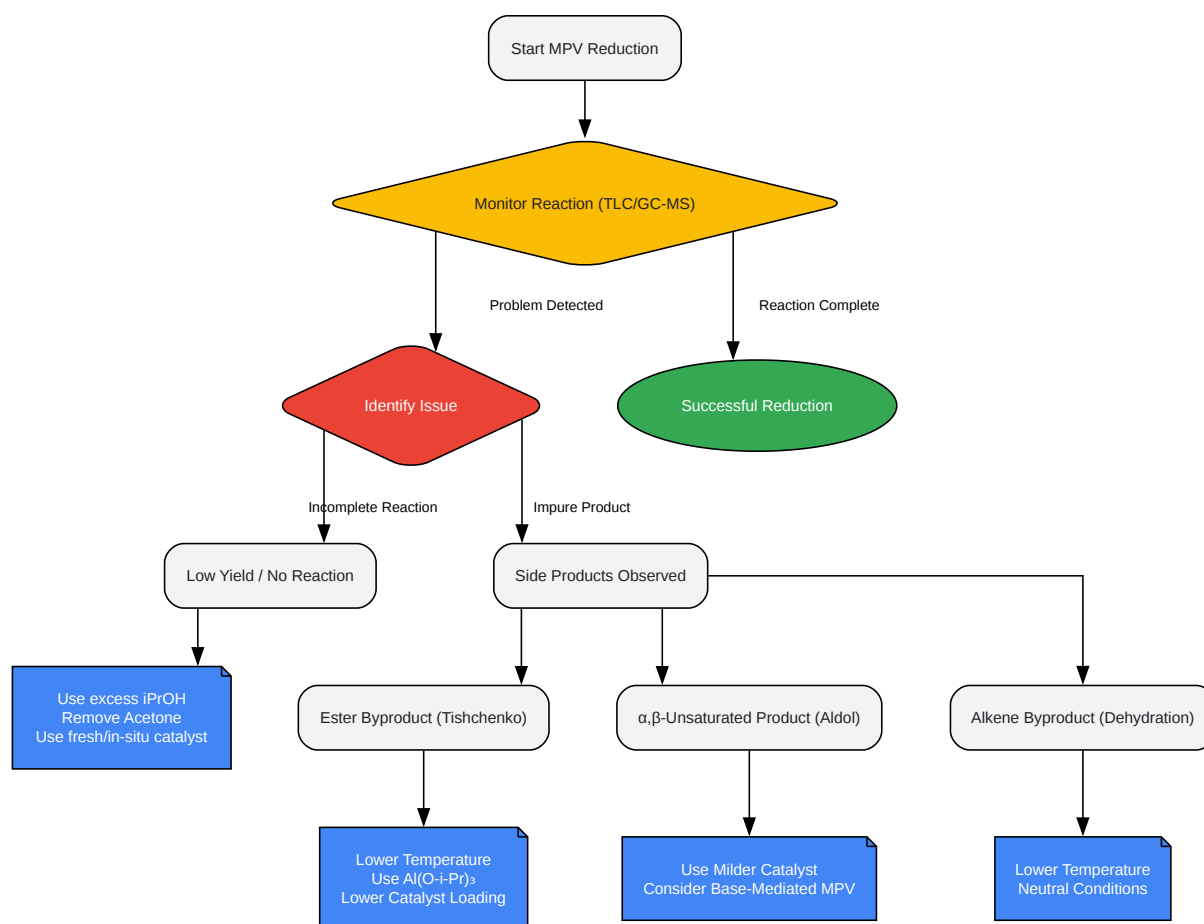 Start MPV Reduction
Monitor Reaction (TLC/GC-MS)
Problem Detected
Reaction Complete
Identify Issue
Successful Reduction
Incomplete Reaction
Impure Product
Low Yield / No Reaction
Side Products Observed
Use excess iPrOH
Remove Acetone
Use fresh/in-situ catalyst
Ester Byproduct (Tishchenko)
α,β-Unsaturated Product (Aldol)
Alkene Byproduct (Dehydration)
Lower Temperature
Use Al(O-i-Pr)₃
Lower Catalyst Loading
Use Milder Catalyst
Consider Base-Mediated MPV
Lower Temperature
Neutral Conditions